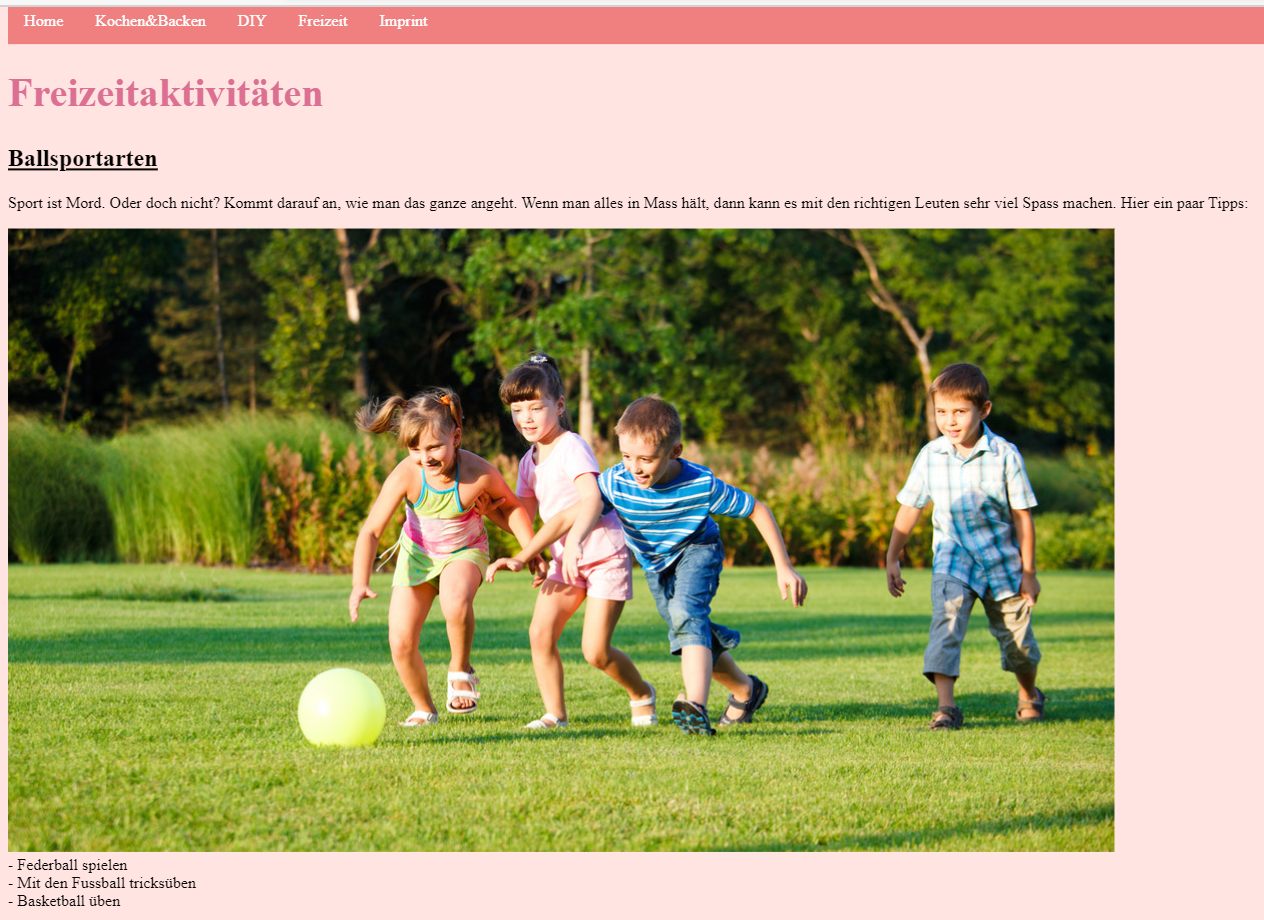 Home Kochen&Backen DIY Freizeit Imprint
Freizeitaktivitäten
Ballsportarten
Sport ist Mord. Oder doch nicht? Kommt darauf an, wie man das ganze angeht. Wenn man alles in Mass hält, dann kann es mit den richtigen Leuten sehr viel Spass machen. Hier ein paar Tipps:
- Federball spielen
- Mit den Fussball tricksüben
- Basketball üben